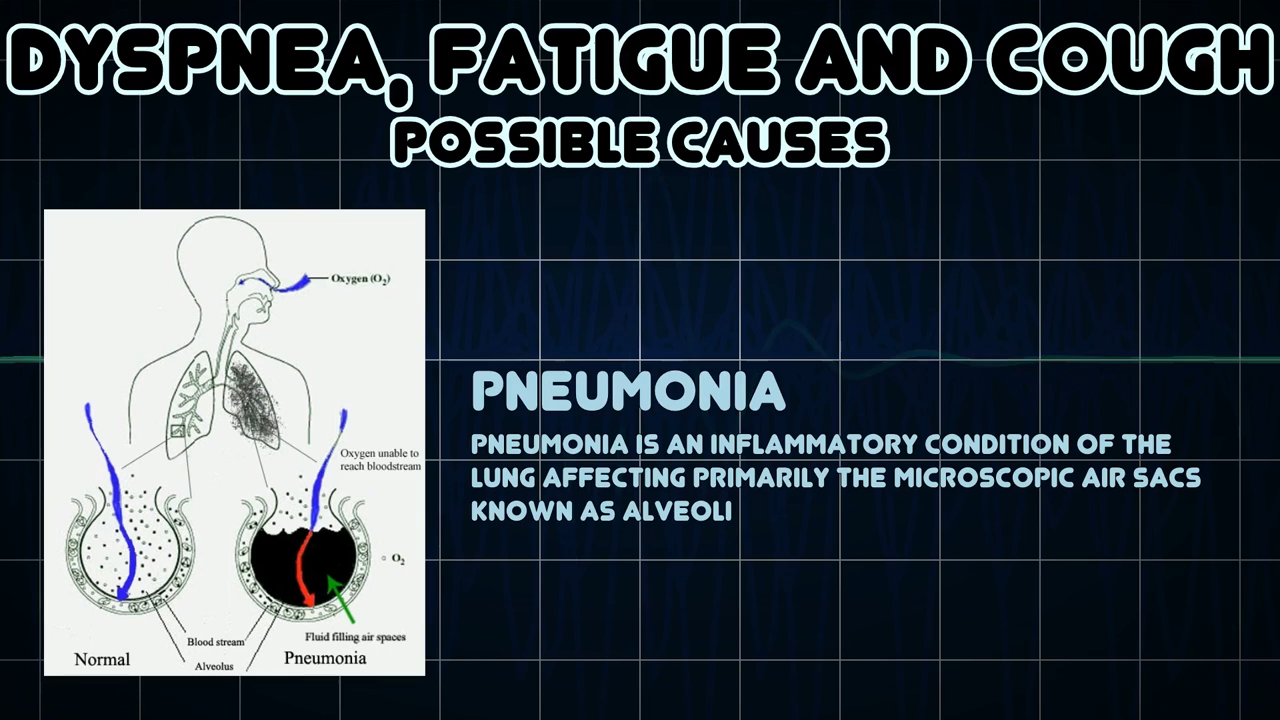 DYSPNEA, FATIGUE AND COUGH
POSSIBLE CAUSES
Oxygen (O2)
Oxygen unable to
reach bloodstream
O2
Blood stream
Fluid filling air spaces
Normal
Alveolus
Pneumonia
PNEUMONIA
PNEUMONIA IS AN INFLAMMATORY CONDITION OF THE
LUNG AFFECTING PRIMARILY THE MICROSCOPIC AIR SACS
KNOWN AS ALVEOLI